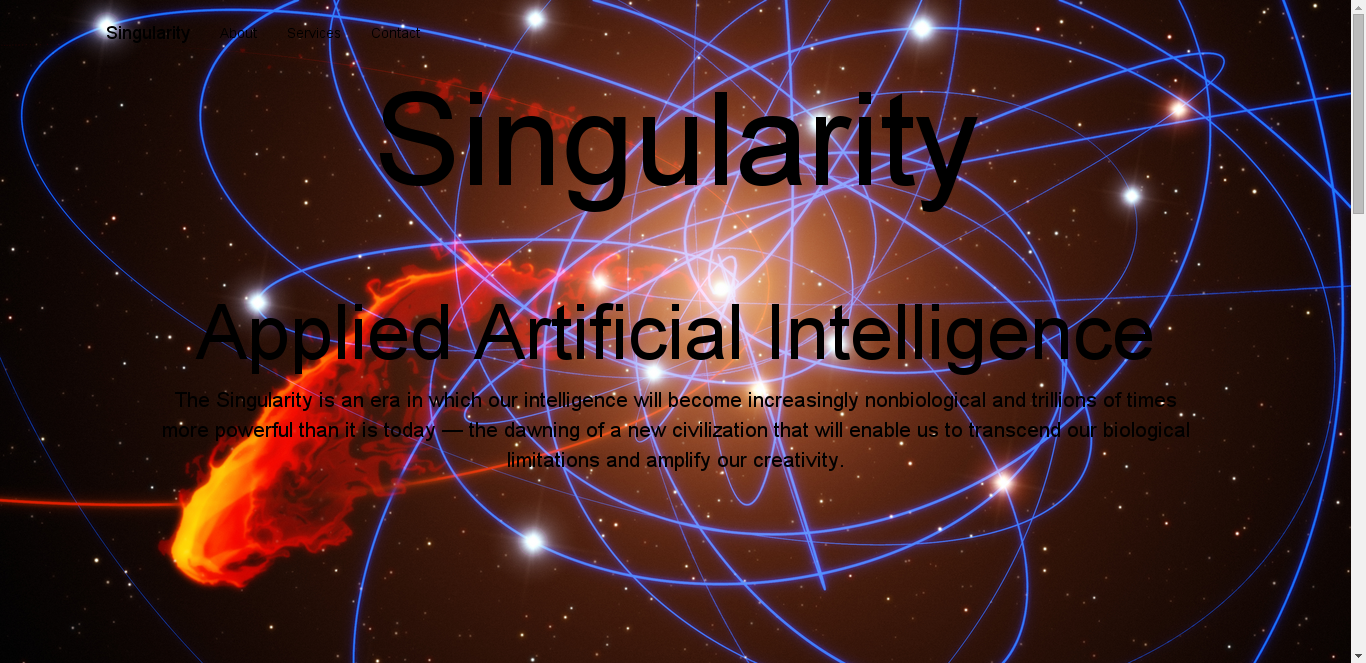 Singularity About Services Contact
Singularity
Applied Artificial Intelligence
The Singularity is an era in which our intelligence will become increasingly nonbiological and trillions of times
more powerful than it is today — the dawning of a new civilization that will enable us to transcend our biological
limitations and amplify our creativity.